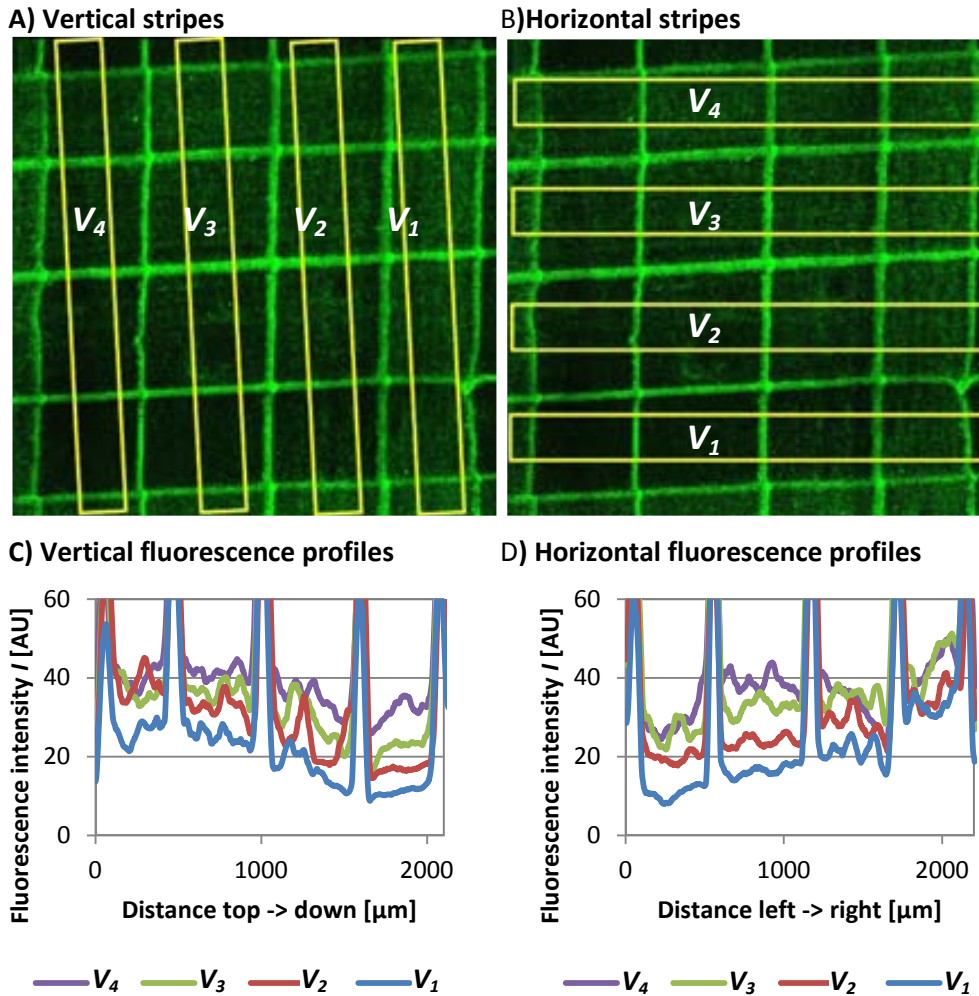 A) Vertical stripes
B)Horizontal stripes
V4 V3 V2 V1
V4
V3
V2
V1
C) Vertical fluorescence profiles
D) Horizontal fluorescence profiles
Fluorescence intensity I [AU]
60
40
20
0
0 1000 2000
Distance top -> down [µm]
Fluorescence intensity I [AU]
60
40
20
0
0 1000 2000
Distance left -> right [µm]
V4 V3 V2 V1
V4 V3 V2 V1